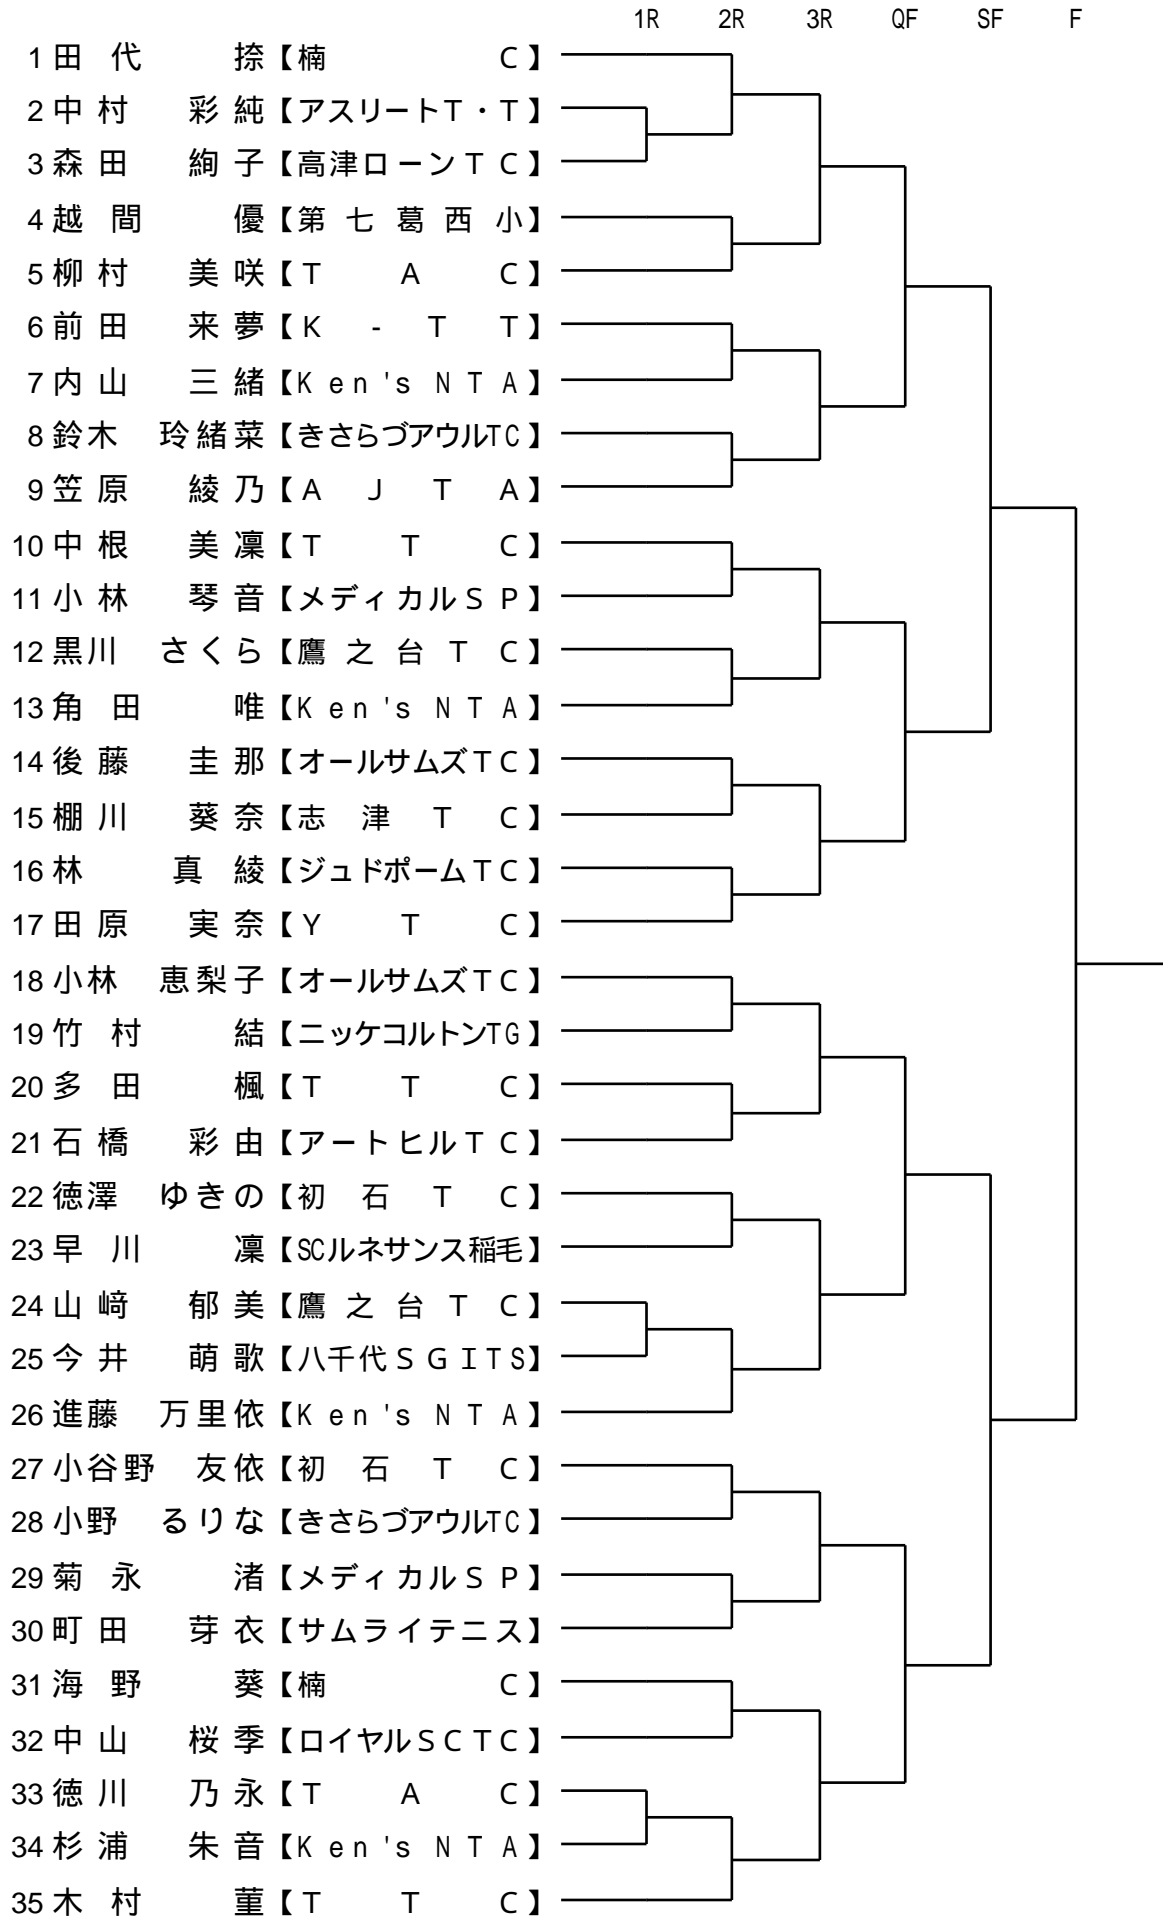 1R 2R 3R QF SF F
1 田代 捺【楠 C】
2 中村 彩純【アスリートT・T】
3 森田 絢子【高津ローンTC】
4 越間 優【第七葛西小】
5 柳村 美咲【T A C】
6 前田 来夢【K - T T】
7 内山 三緒【Ken's NTA】
8 鈴木 玲緒菜【きさらづアウルTC】
9 笠原 綾乃【A J T A】
10 中根 美凜【T T C】
11 小林 琴音【メディカルSP】
12 黒川 さくら【鷹之台TC】
13 角田 唯【Ken's NTA】
14 後藤 圭那【オールサムズTC】
15 棚川 葵奈【志津TC】
16 林 真綾【ジュドポームTC】
17 田原 実奈【Y T C】
18 小林 恵梨子【オールサムズTC】
19 竹村 結【ニッケコルトンTG】
20 多田 楓【T T C】
21 石橋 彩由【アートヒルTC】
22 徳澤 ゆきの【初石TC】
23 早川 凜【SCルネサンス稲毛】
24 山﨑 郁美【鷹之台TC】
25 今井 萌歌【八千代SGITS】
26 進藤 万里依【Ken's NTA】
27 小谷野 友依【初石TC】
28 小野 るりな【きさらづアウルTC】
29 菊永 渚【メディカルSP】
30 町田 芽衣【サムライテニス】
31 海野 葵【楠 C】
32 中山 桜季【ロイヤルSCTC】
33 徳川 乃永【T A C】
34 杉浦 朱音【Ken's NTA】
35 木村 菫【T T C】